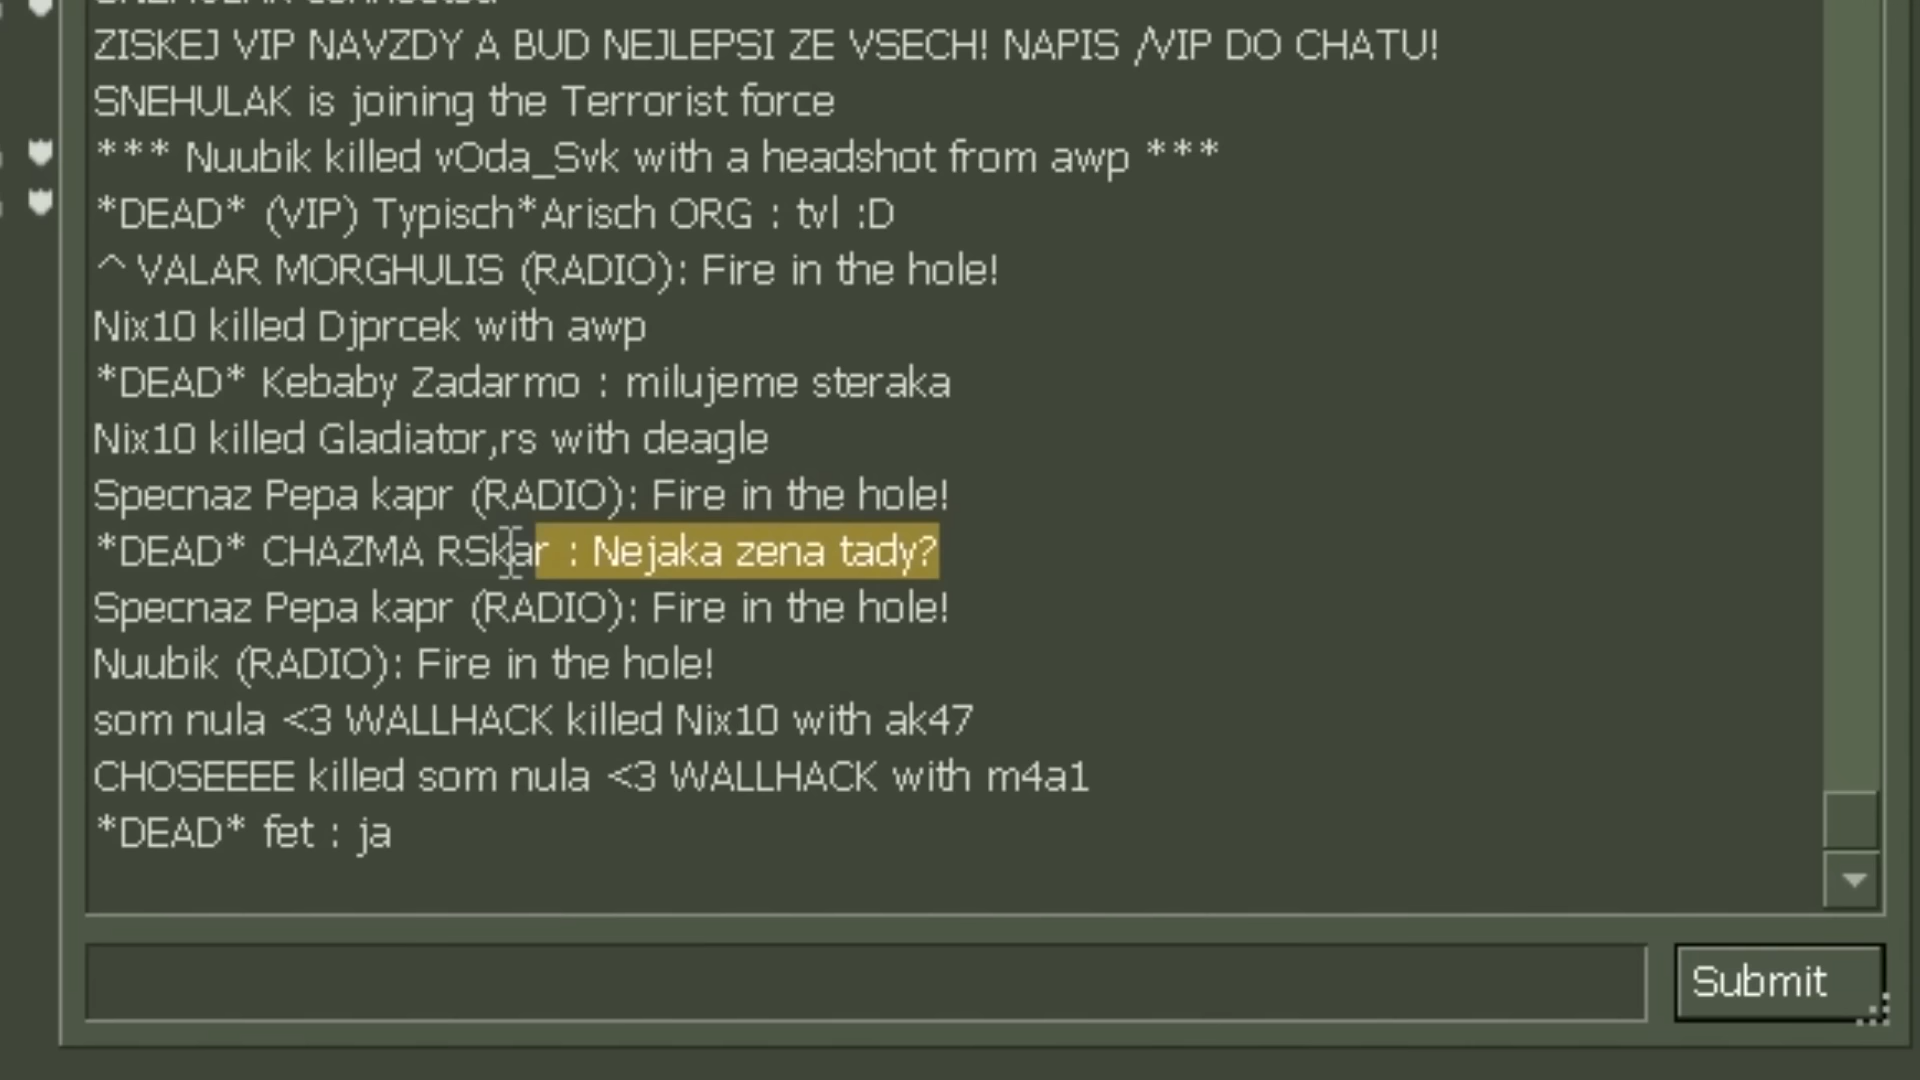 ZISKEJ VIP NAVZDY A BUD NEJLEPSI ZE VSECH! NAPIS /VIP DO CHATU!
SNEHULAK is joining the Terrorist force
*** Nuubik killed vOda_Svk with a headshot from awp ***
*DEAD* (VIP) Typisch*Arisch ORG : tvl :D
^ VALAR MORGHULIS (RADIO): Fire in the hole!
Nix10 killed Djprcek with awp
*DEAD* Kebaby Zadarmo : milujeme steraka
Nix10 killed Gladiator,rs with deagle
Specnaz Pepa kapr (RADIO): Fire in the hole!
*DEAD* CHAZMA RSkar : Nejaka zena tady?
Specnaz Pepa kapr (RADIO): Fire in the hole!
Nuubik (RADIO): Fire in the hole!
som nula <3 WALLHACK killed Nix10 with ak47
CHOSEEEE killed som nula <3 WALLHACK with m4a1
*DEAD* fet : ja
Submit